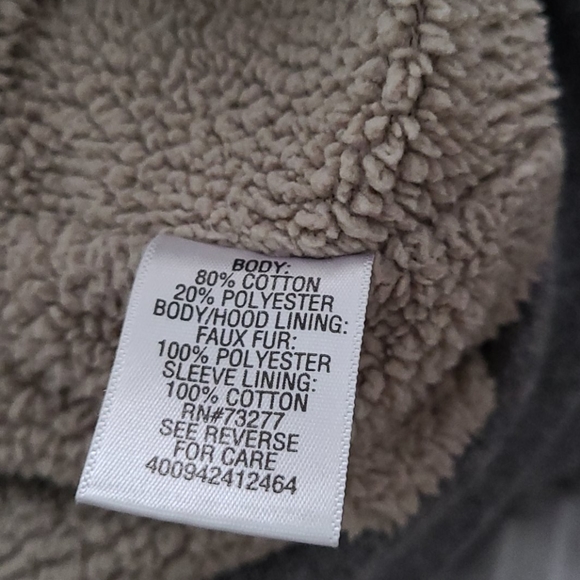 BODY:
80% COTTON
20% POLYESTER
BODY/HOOD LINING:
FAUX FUR:
100% POLYESTER
SLEEVE LINING:
100% COTTON
RN#73277
SEE REVERSE
FOR CARE
400942412464